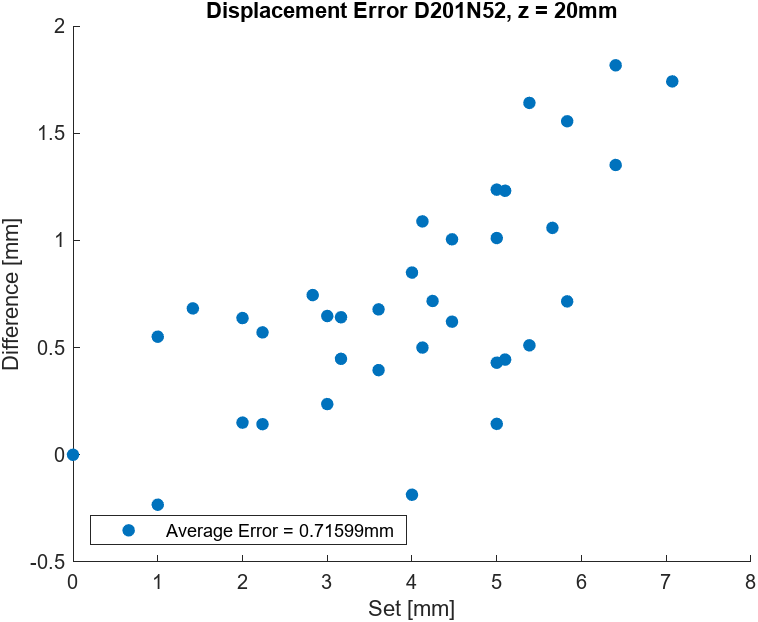 Displacement Error D201N52, z = 20mm
2
1.5
1
0.5
0
-0.5
Difference [mm]
Average Error = 0.71599mm
0 1 2 3 4 5 6 7 8
Set [mm]